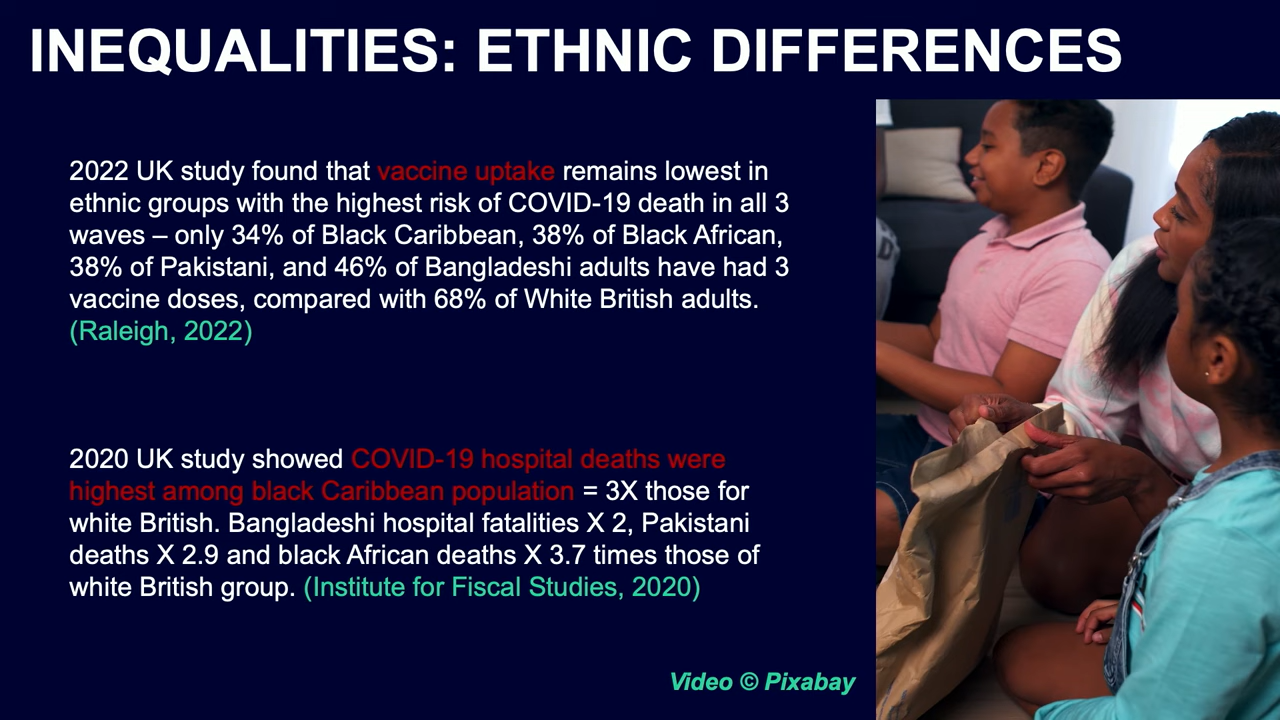 INEQUALITIES: ETHNIC DIFFERENCES
2022 UK study found that vaccine uptake remains lowest in
ethnic groups with the highest risk of COVID-19 death in all 3
waves – only 34% of Black Caribbean, 38% of Black African,
38% of Pakistani, and 46% of Bangladeshi adults have had 3
vaccine doses, compared with 68% of White British adults.
(Raleigh, 2022)
2020 UK study showed COVID-19 hospital deaths were
highest among black Caribbean population = 3X those for
white British. Bangladeshi hospital fatalities X 2, Pakistani
deaths X 2.9 and black African deaths X 3.7 times those of
white British group. (Institute for Fiscal Studies, 2020)
Video © Pixabay